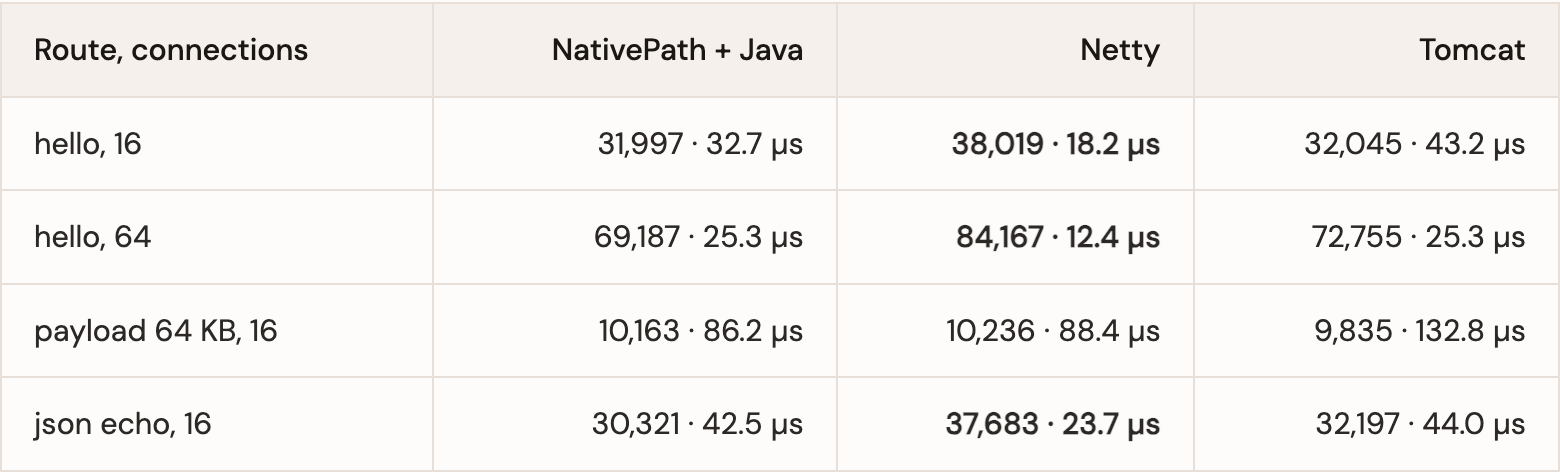 Route, connections NativePath + Java Netty Tomcat
hello, 16 31,997 · 32.7 µs 38,019 · 18.2 µs 32,045 · 43.2 µs
hello, 64 69,187 · 25.3 µs 84,167 · 12.4 µs 72,755 · 25.3 µs
payload 64 KB, 16 10,163 · 86.2 µs 10,236 · 88.4 µs 9,835 · 132.8 µs
json echo, 16 30,321 · 42.5 µs 37,683 · 23.7 µs 32,197 · 44.0 µs